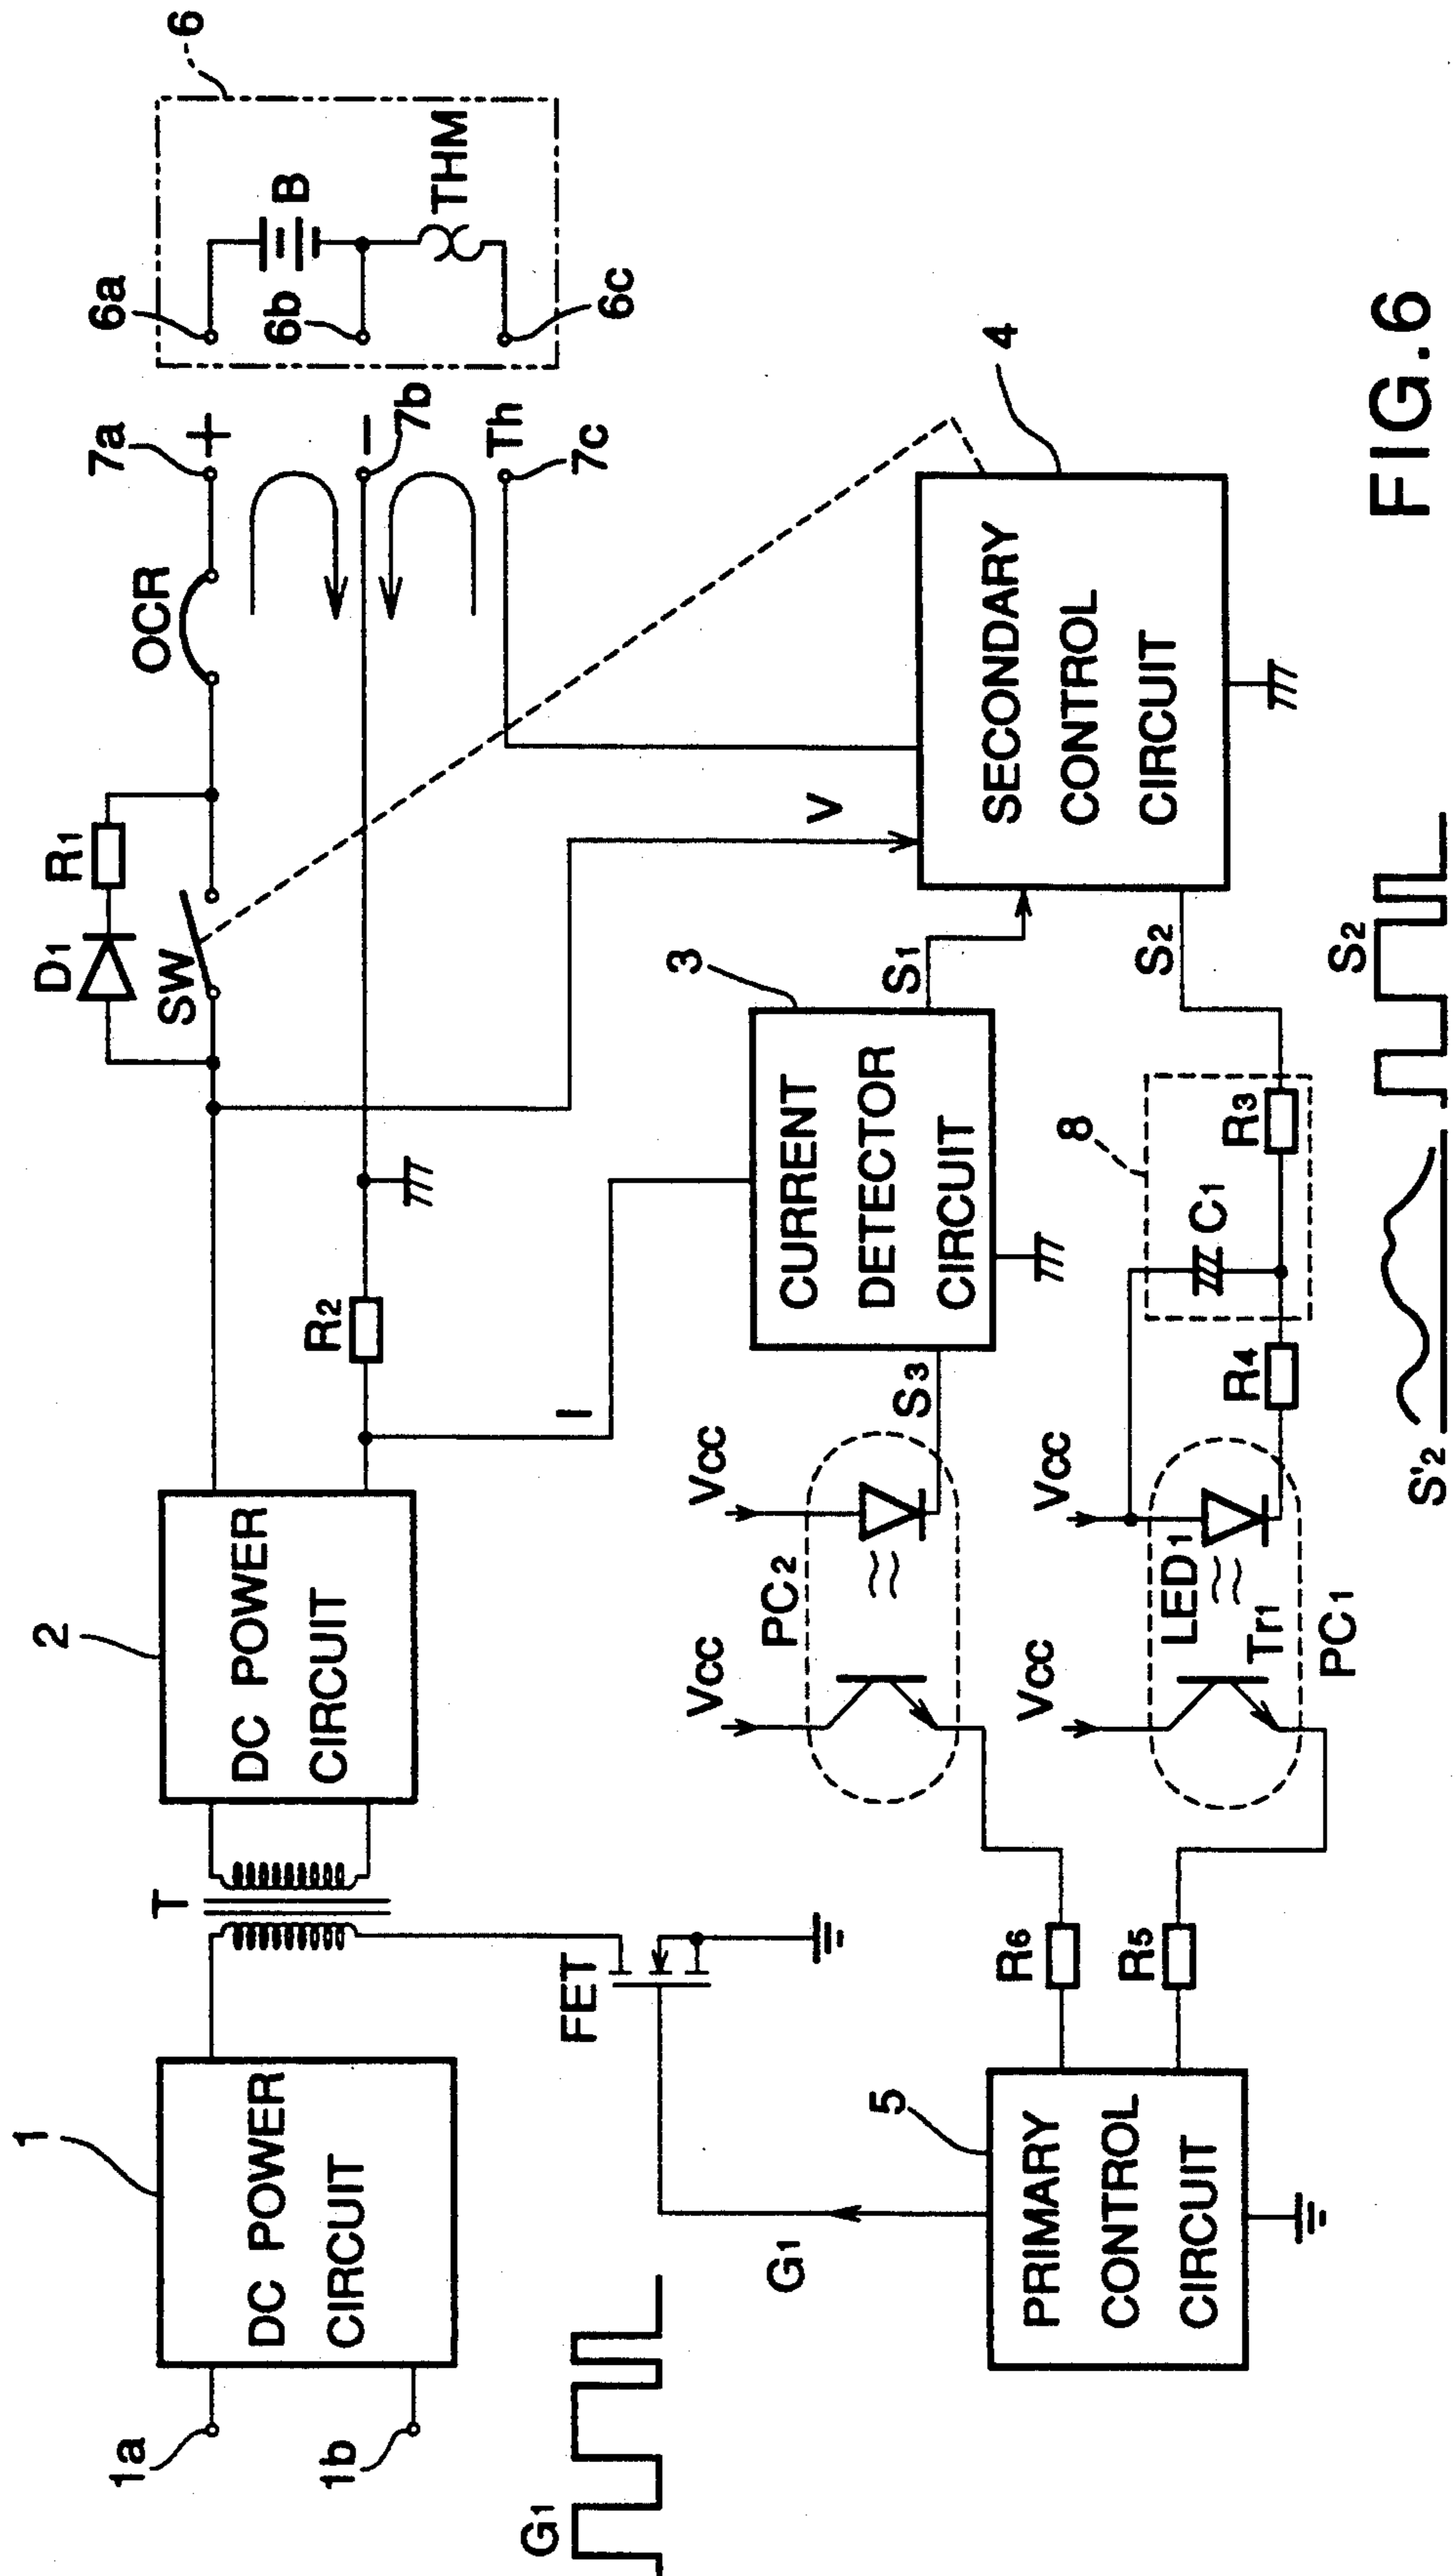 1
1a
1b
DC POWER
CIRCUIT
T
2
DC POWER
CIRCUIT
R2
I
D1
R1
SW
OCR
7a
+
−
7b
Th
7c
6
6a
6b
6c
B
THM
G1
G1
FET
5
PRIMARY
CONTROL
CIRCUIT
R6
R5
Vcc
Vcc
PC2
S3
3
CURRENT
DETECTOR
CIRCUIT
S1
V
4
SECONDARY
CONTROL
CIRCUIT
S2
Vcc
Vcc
LED1
Tr1
PC1
R4
8
C1
R3
S'2
S2
FIG.6